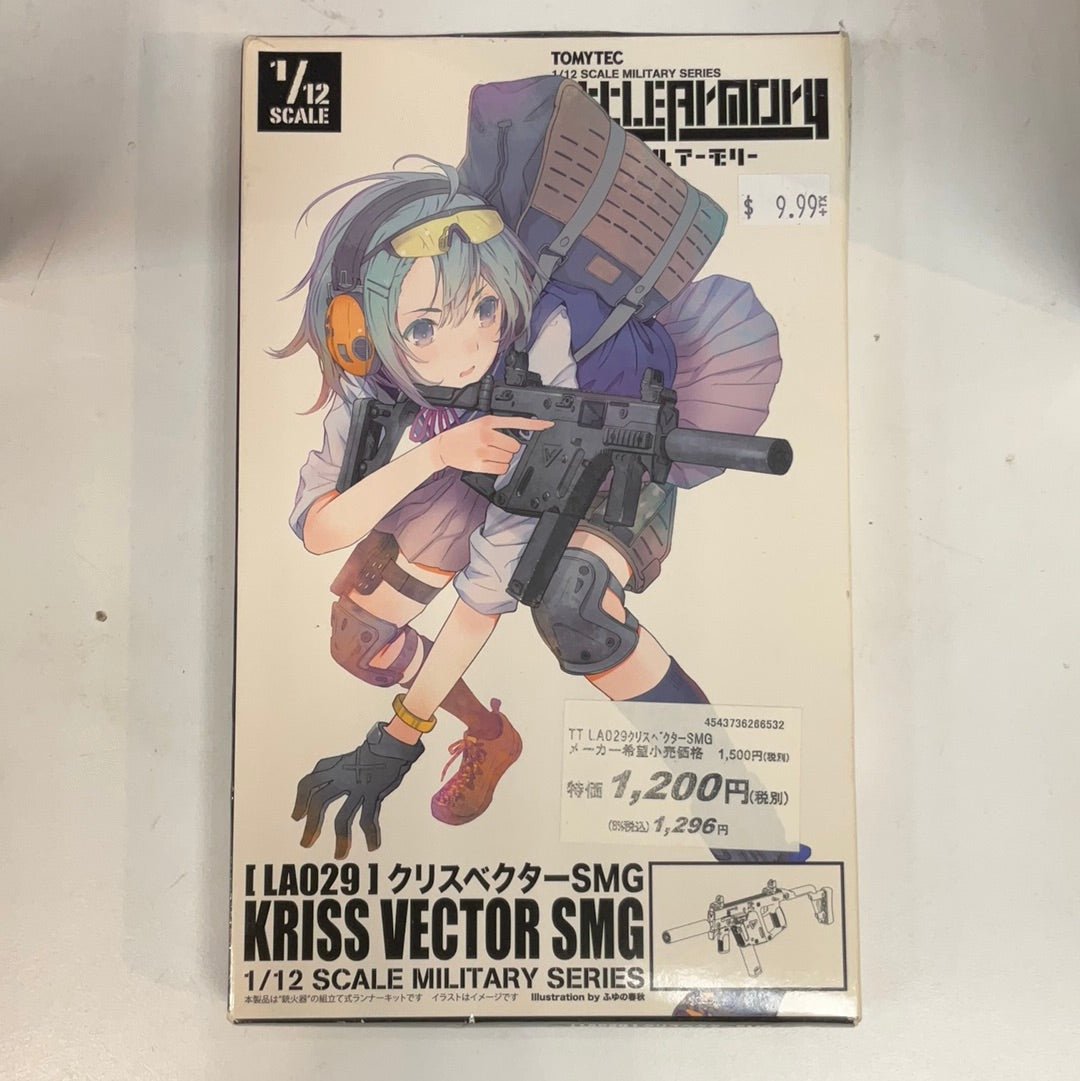 1/12
SCALE
TOMYTEC
1/12 SCALE MILITARY SERIES
アーモリー
$ 9.99
4543736266532
TT LA029クリスベクターSMG
メーカー希望小売価格 1,500円(税別)
特価 1,200円(税別)
(8%税込) 1,296円
[ LA029 ] クリスベクターSMG
KRISS VECTOR SMG
1/12 SCALE MILITARY SERIES
本製品は"銃火器"の組立て式ランナーキットです イラストはイメージです Illustration by ふゆの春秋